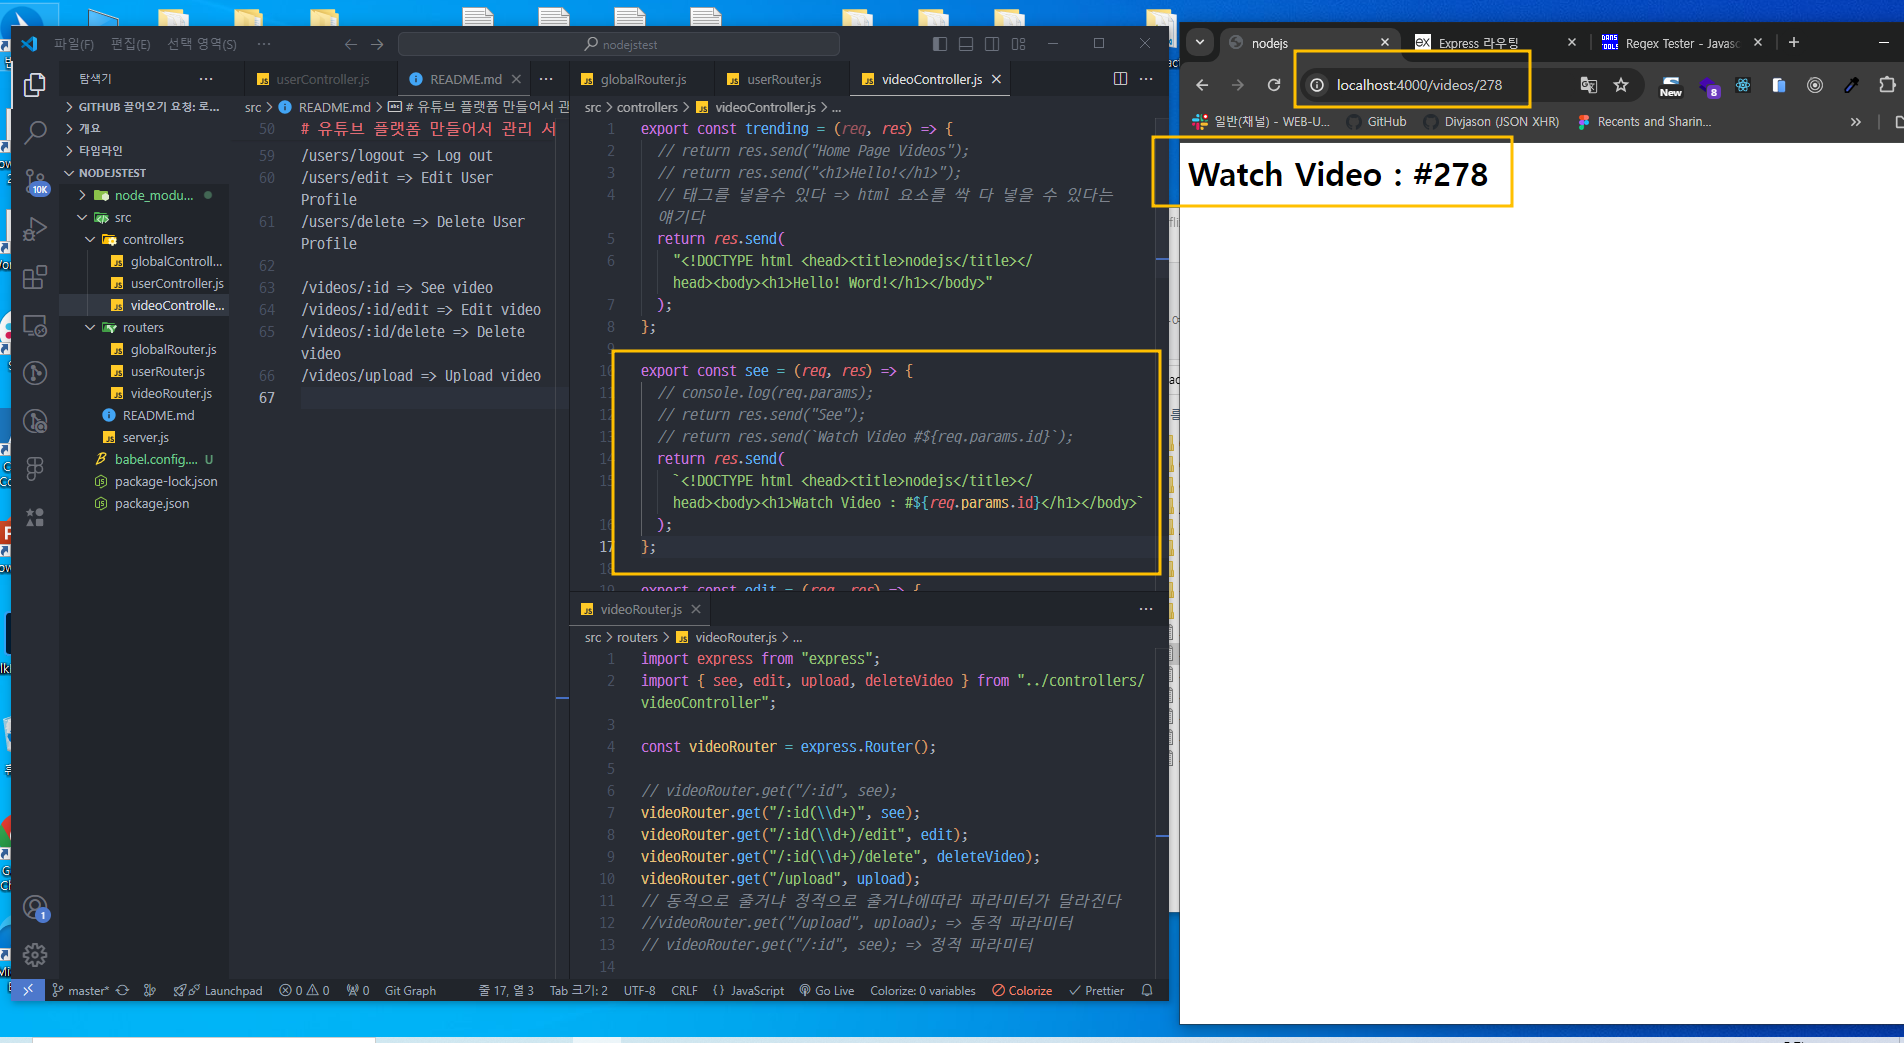 파일(F) 편집(E) 선택 영역(S) ···
nodejstest
탐색기 ···
GITHUB 끌어오기 요청: 로...
개요
타임라인
NODEJSTEST
node_modu...
src
controllers
globalControll...
userController.js
videoControlle...
routers
globalRouter.js
userRouter.js
videoRouter.js
README.md
server.js
babel.config.... U
package-lock.json
package.json
10K
1
userController.js README.md ···
src > README.md > # 유튜브 플랫폼 만들어서 관
50 # 유튜브 플랫폼 만들어서 관리 서
59 /users/logout => Log out
60 /users/edit => Edit User
Profile
61 /users/delete => Delete User
Profile
62
63 /videos/:id => See video
64 /videos/:id/edit => Edit video
65 /videos/:id/delete => Delete
video
66 /videos/upload => Upload video
67
globalRouter.js userRouter.js videoController.js ···
src > controllers > videoController.js > ...
1 export const trending = (req, res) => {
2 // return res.send("Home Page Videos");
3 // return res.send("<h1>Hello!</h1>");
4 // 태그를 넣을수 있다 => html 요소를 싹 다 넣을 수 있다는
얘기다
5 return res.send(
6 "<!DOCTYPE html <head><title>nodejs</title></
head><body><h1>Hello! Word!</h1></body>"
7 );
8 };
9
10 export const see = (req, res) => {
11 // console.log(req.params);
12 // return res.send("See");
13 // return res.send(`Watch Video #${req.params.id}`);
14 return res.send(
15 `<!DOCTYPE html <head><title>nodejs</title></
head><body><h1>Watch Video : #${req.params.id}</h1></body>`
16 );
17 };
18
19 export const edit = (req, res) => {
videoRouter.js ···
src > routers > videoRouter.js > ...
1 import express from "express";
2 import { see, edit, upload, deleteVideo } from "../controllers/
videoController";
3
4 const videoRouter = express.Router();
5
6 // videoRouter.get("/:id", see);
7 videoRouter.get("/:id(\\d+)", see);
8 videoRouter.get("/:id(\\d+)/edit", edit);
9 videoRouter.get("/:id(\\d+)/delete", deleteVideo);
10 videoRouter.get("/upload", upload);
11 // 동적으로 줄거냐 정적으로 줄거냐에따라 파라미터가 달라진다
12 //videoRouter.get("/upload", upload); => 동적 파라미터
13 // videoRouter.get("/:id", see); => 정적 파라미터
14
master* Launchpad 0 0 0 Git Graph 줄 17, 열 3 Tab 크기: 2 UTF-8 CRLF {} JavaScript Go Live Colorize: 0 variables Colorize Prettier
nodejs Express 라우팅 Regex Tester - Javasc
localhost:4000/videos/278
New 8
일반(채널) - WEB-U... GitHub Divjason (JSON XHR) Recents and Sharin... »
Watch Video : #278